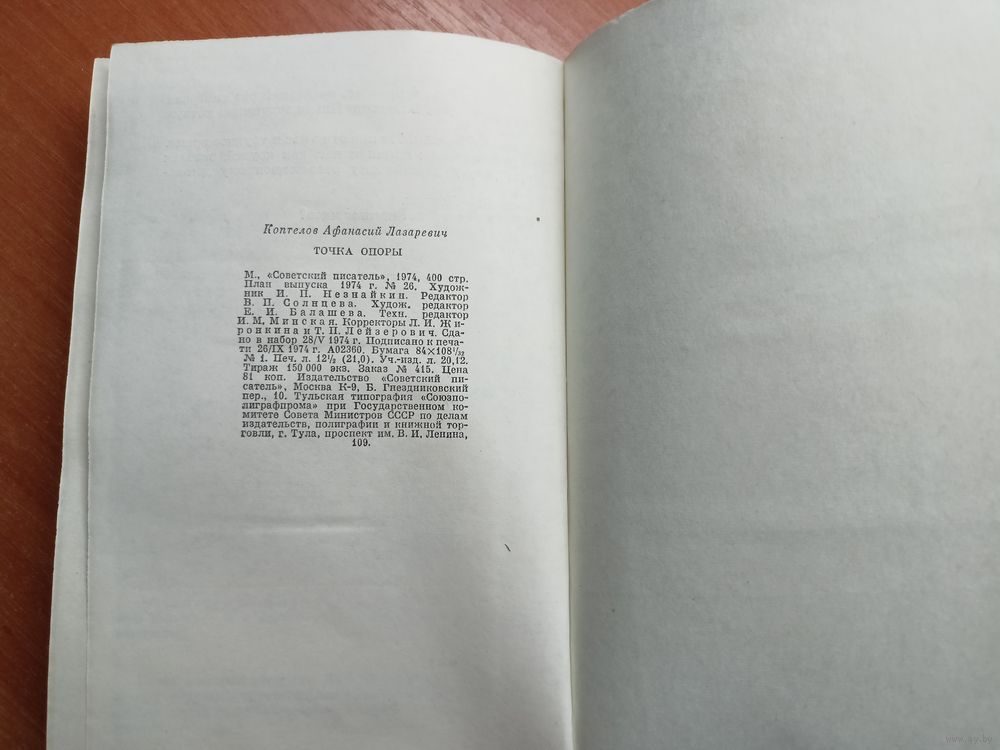 Коптелов Афанасий Лазаревич
ТОЧКА ОПОРЫ
М., «Советский писатель», 1974, 400 стр.
План выпуска 1974 г. № 26. Худож-
ник И. П. Незнайкин. Редактор
В. П. Солнцева. Худож. редактор
Е. И. Балашева. Техн. редактор
И. М. Минская. Корректоры Л. И. Жи-
ронкина и Т. П. Лейзерович. Сда-
но в набор 28/V 1974 г. Подписано к печа-
ти 26/IX 1974 г. А02360. Бумага 84×108¹/₃₂
№ 1. Печ. л. 12¹/₂ (21,0). Уч.-изд. л. 20,12.
Тираж 150 000 экз. Заказ № 415. Цена
81 коп. Издательство «Советский пи-
сатель», Москва К-9, Б. Гнездниковский
пер., 10. Тульская типография «Союзпо-
лиграфпрома» при Государственном ко-
митете Совета Министров СССР по делам
издательств, полиграфии и книжной тор-
говли, г. Тула, проспект им. В. И. Ленина,
109.
www.ay.by